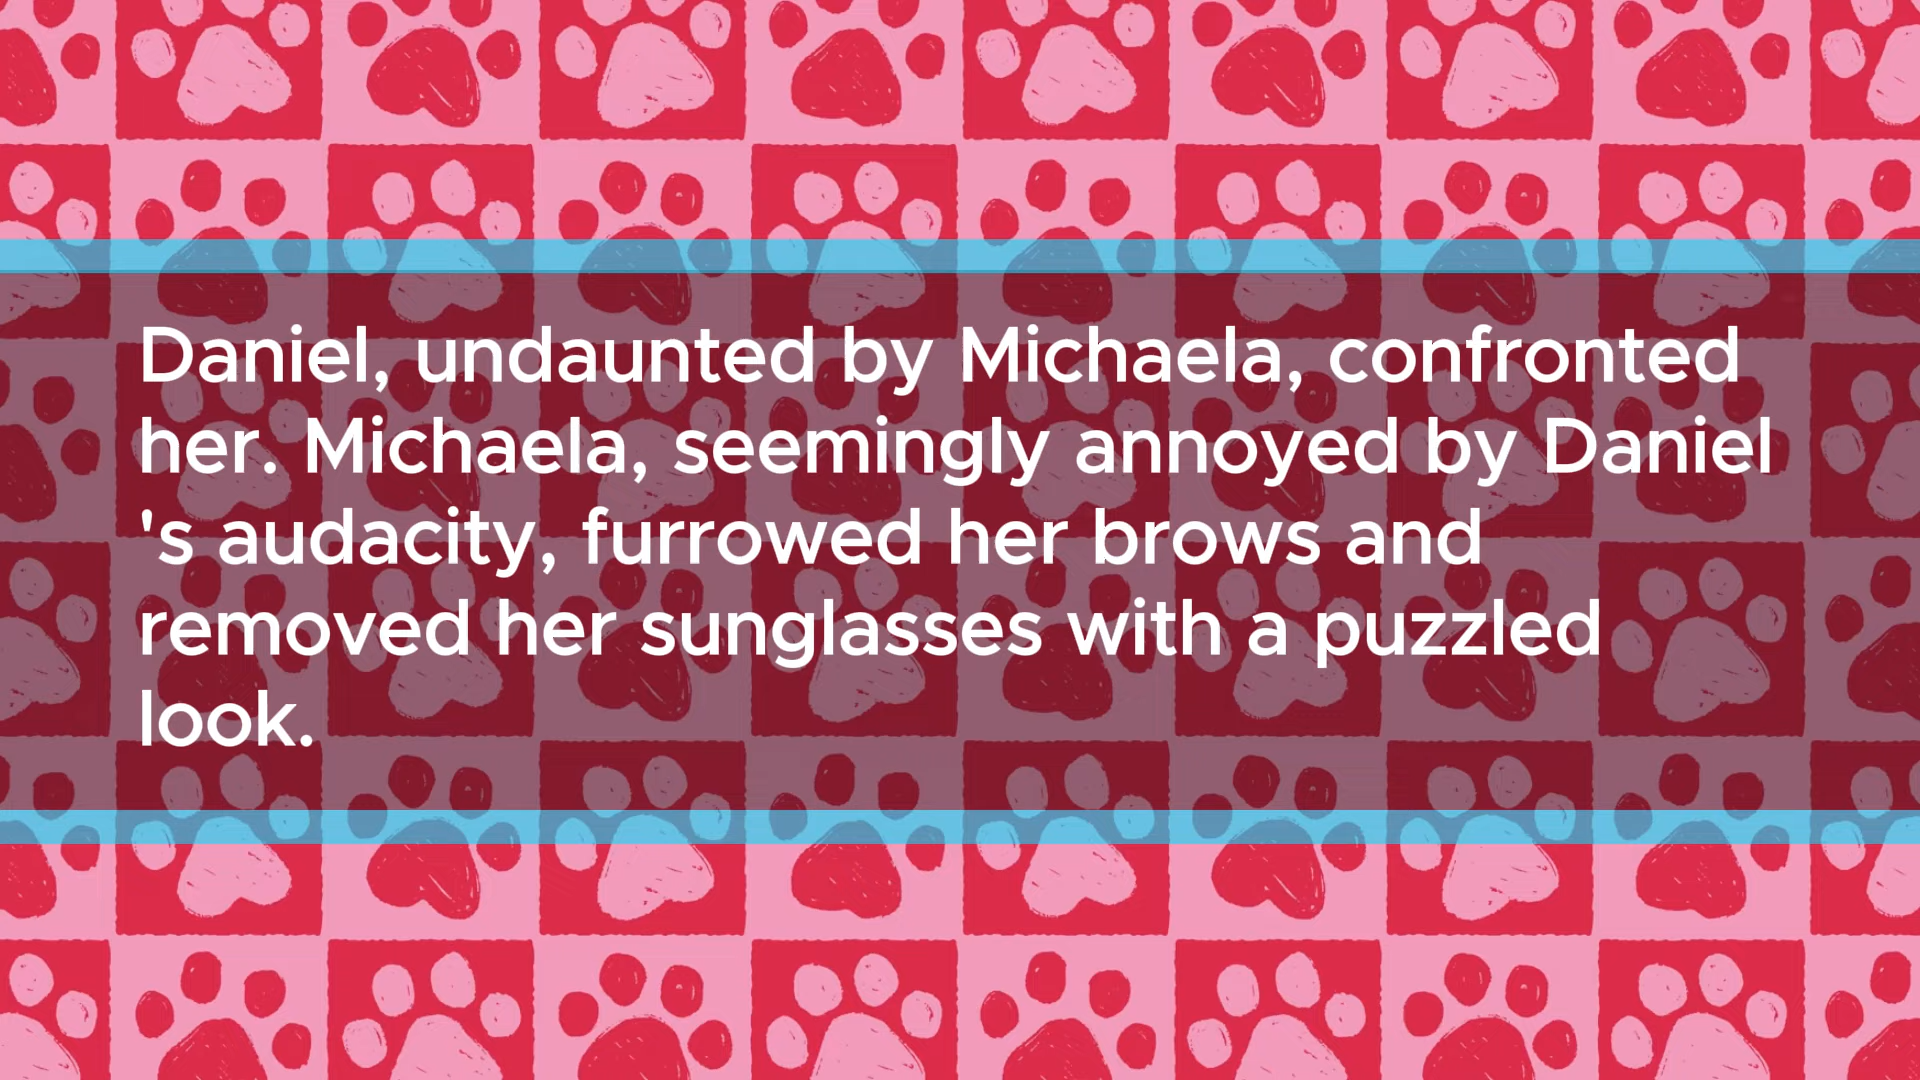 Daniel, undaunted by Michaela, confronted
her. Michaela, seemingly annoyed by Daniel
's audacity, furrowed her brows and
removed her sunglasses with a puzzled
look.